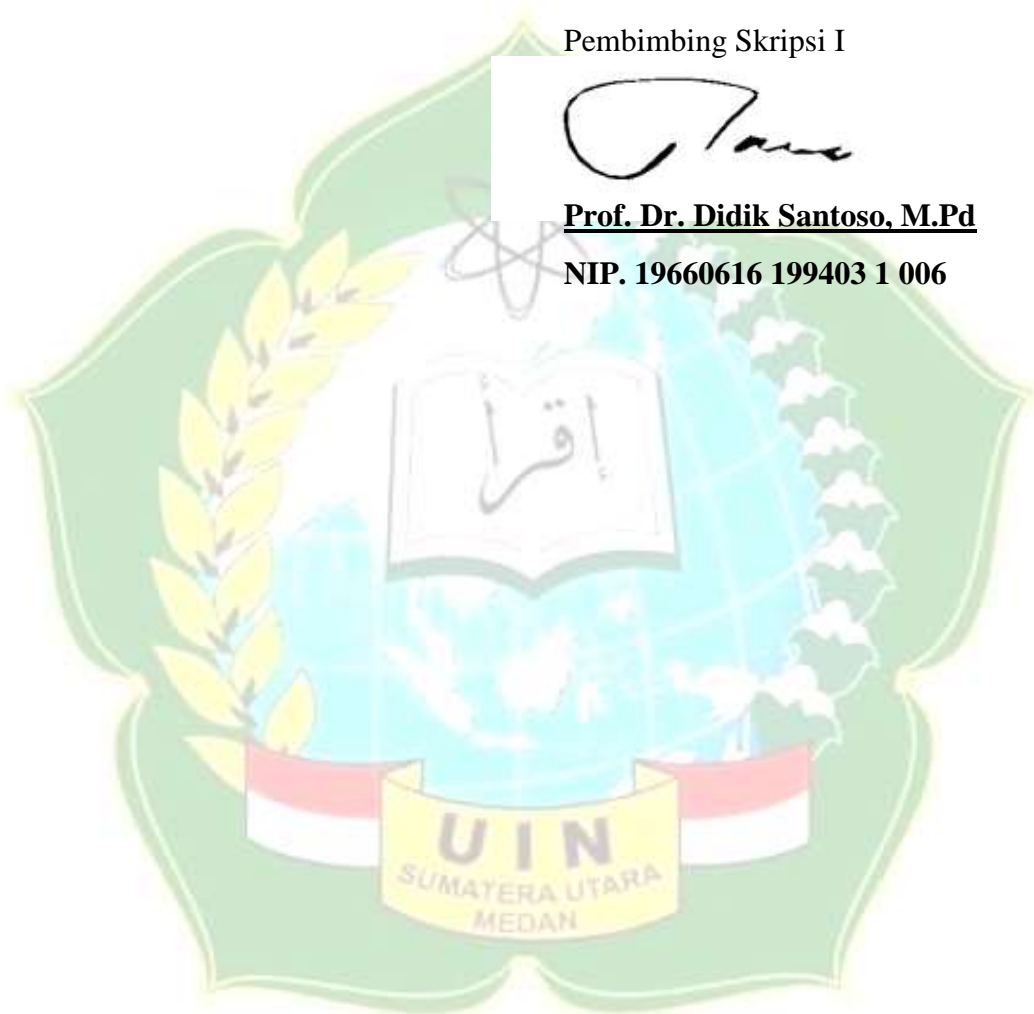 Pembimbing Skripsi I
Prof. Dr. Didik Santoso, M.Pd
NIP. 19660616 199403 1 006
إقرأ
UIN
SUMATERA UTARA
MEDAN